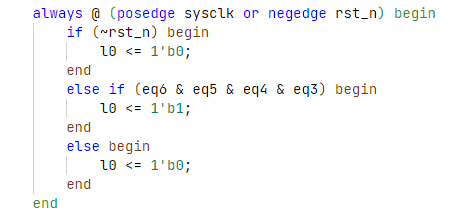 always @ (posedge sysclk or negedge rst_n) begin
    if (~rst_n) begin
        l0 <= 1'b0;
    end
    else if (eq6 & eq5 & eq4 & eq3) begin
        l0 <= 1'b1;
    end
    else begin
        l0 <= 1'b0;
    end
end